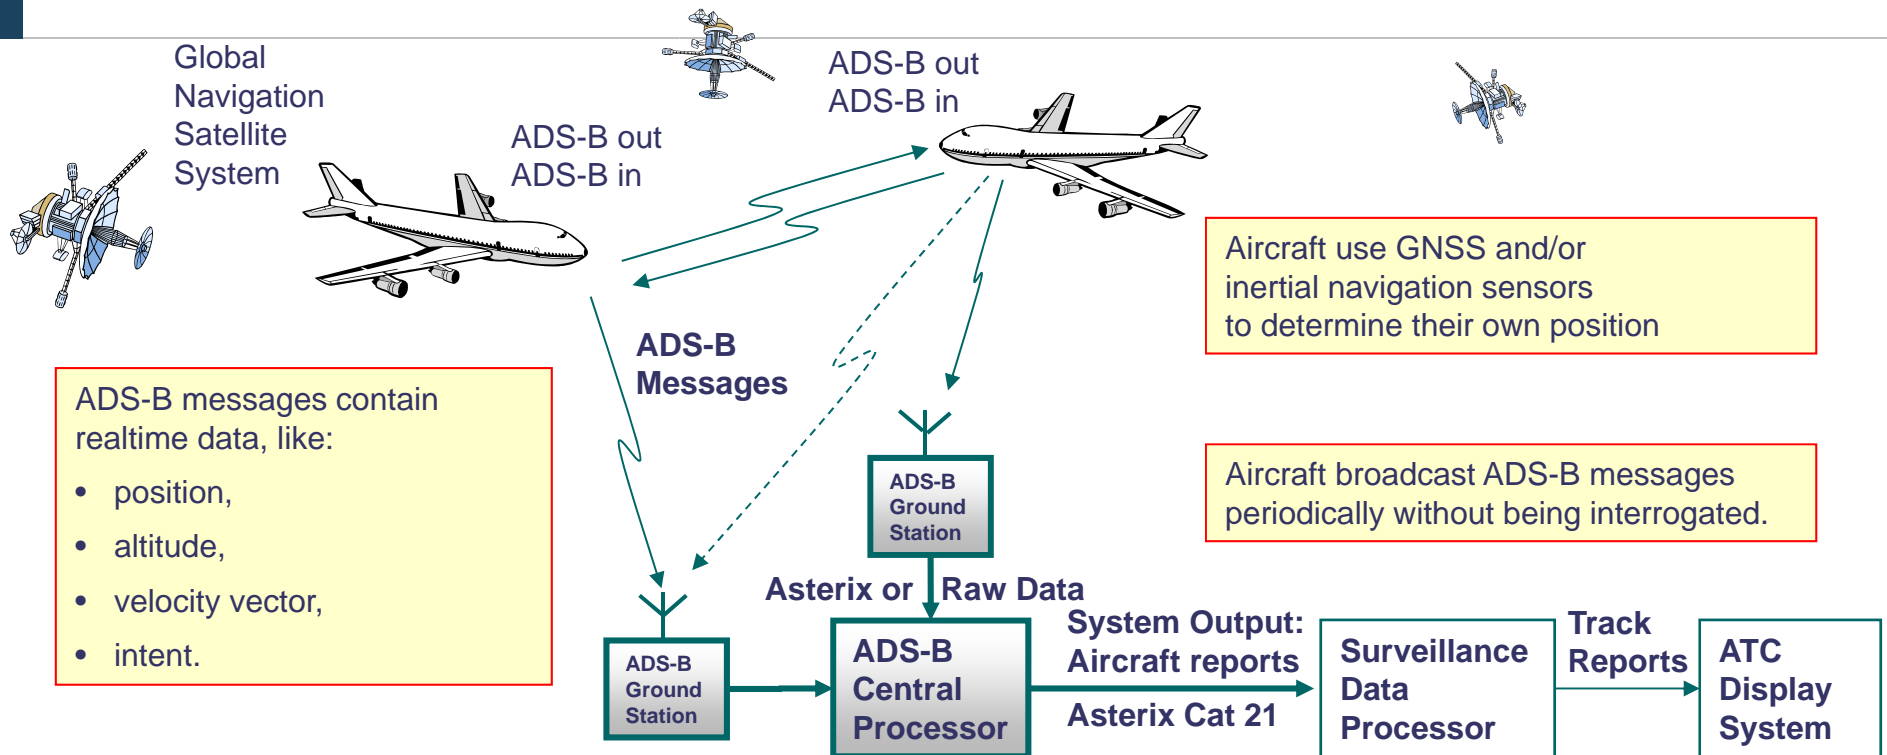 Global
Navigation
Satellite
System
ADS-B out
ADS-B in
ADS-B out
ADS-B in
Aircraft use GNSS and/or
inertial navigation sensors
to determine their own position
ADS-B
Messages
ADS-B messages contain
realtime data, like:
• position,
• altitude,
• velocity vector,
• intent.
Aircraft broadcast ADS-B messages
periodically without being interrogated.
ADS-B
Ground
Station
Asterix or Raw Data
ADS-B
Ground
Station
ADS-B
Central
Processor
System Output:
Aircraft reports
Asterix Cat 21
Surveillance
Data
Processor
Track
Reports
ATC
Display
System